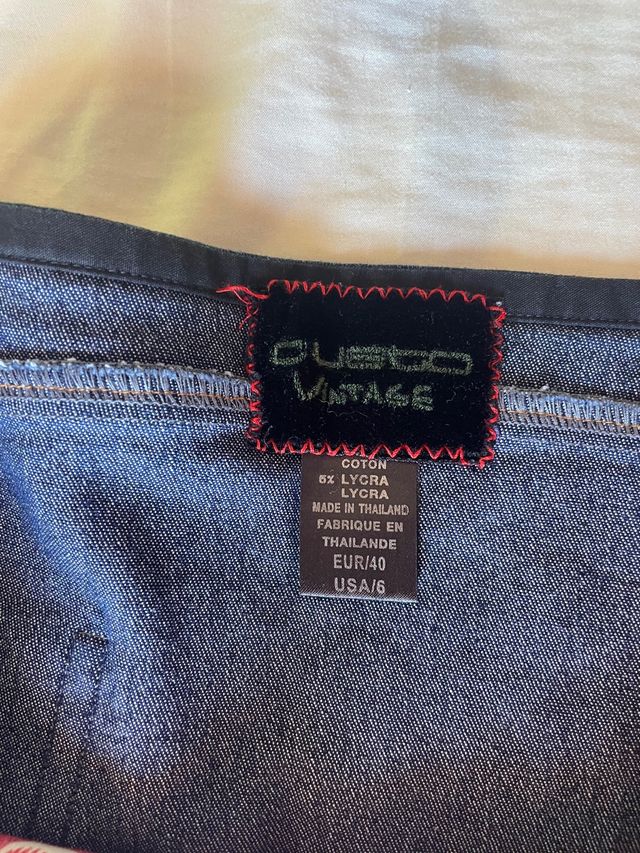 custo
VINTAGE
COTON
5% LYCRA
LYCRA
MADE IN THAILAND
FABRIQUE EN
THAILANDE
EUR/40
USA/6